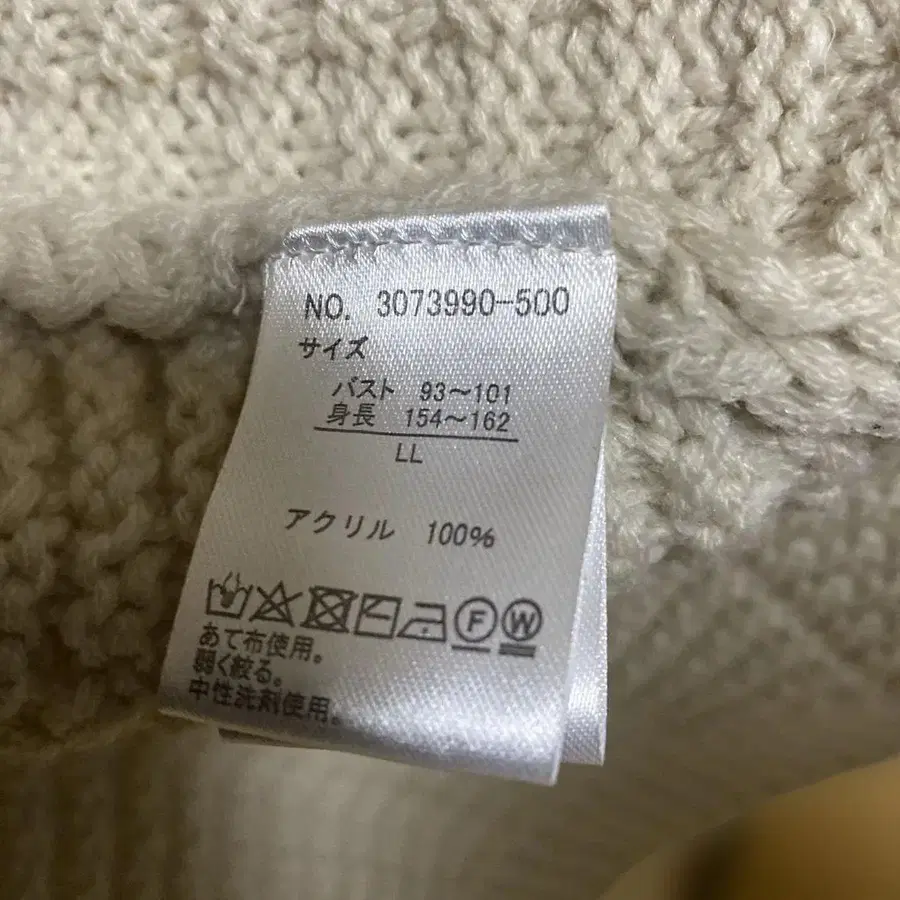 NO. 3073990-500
サイズ
バスト 93～101
身長 154～162
LL
アクリル 100%
F W
あて布使用。
弱く絞る。
中性洗剤使用。